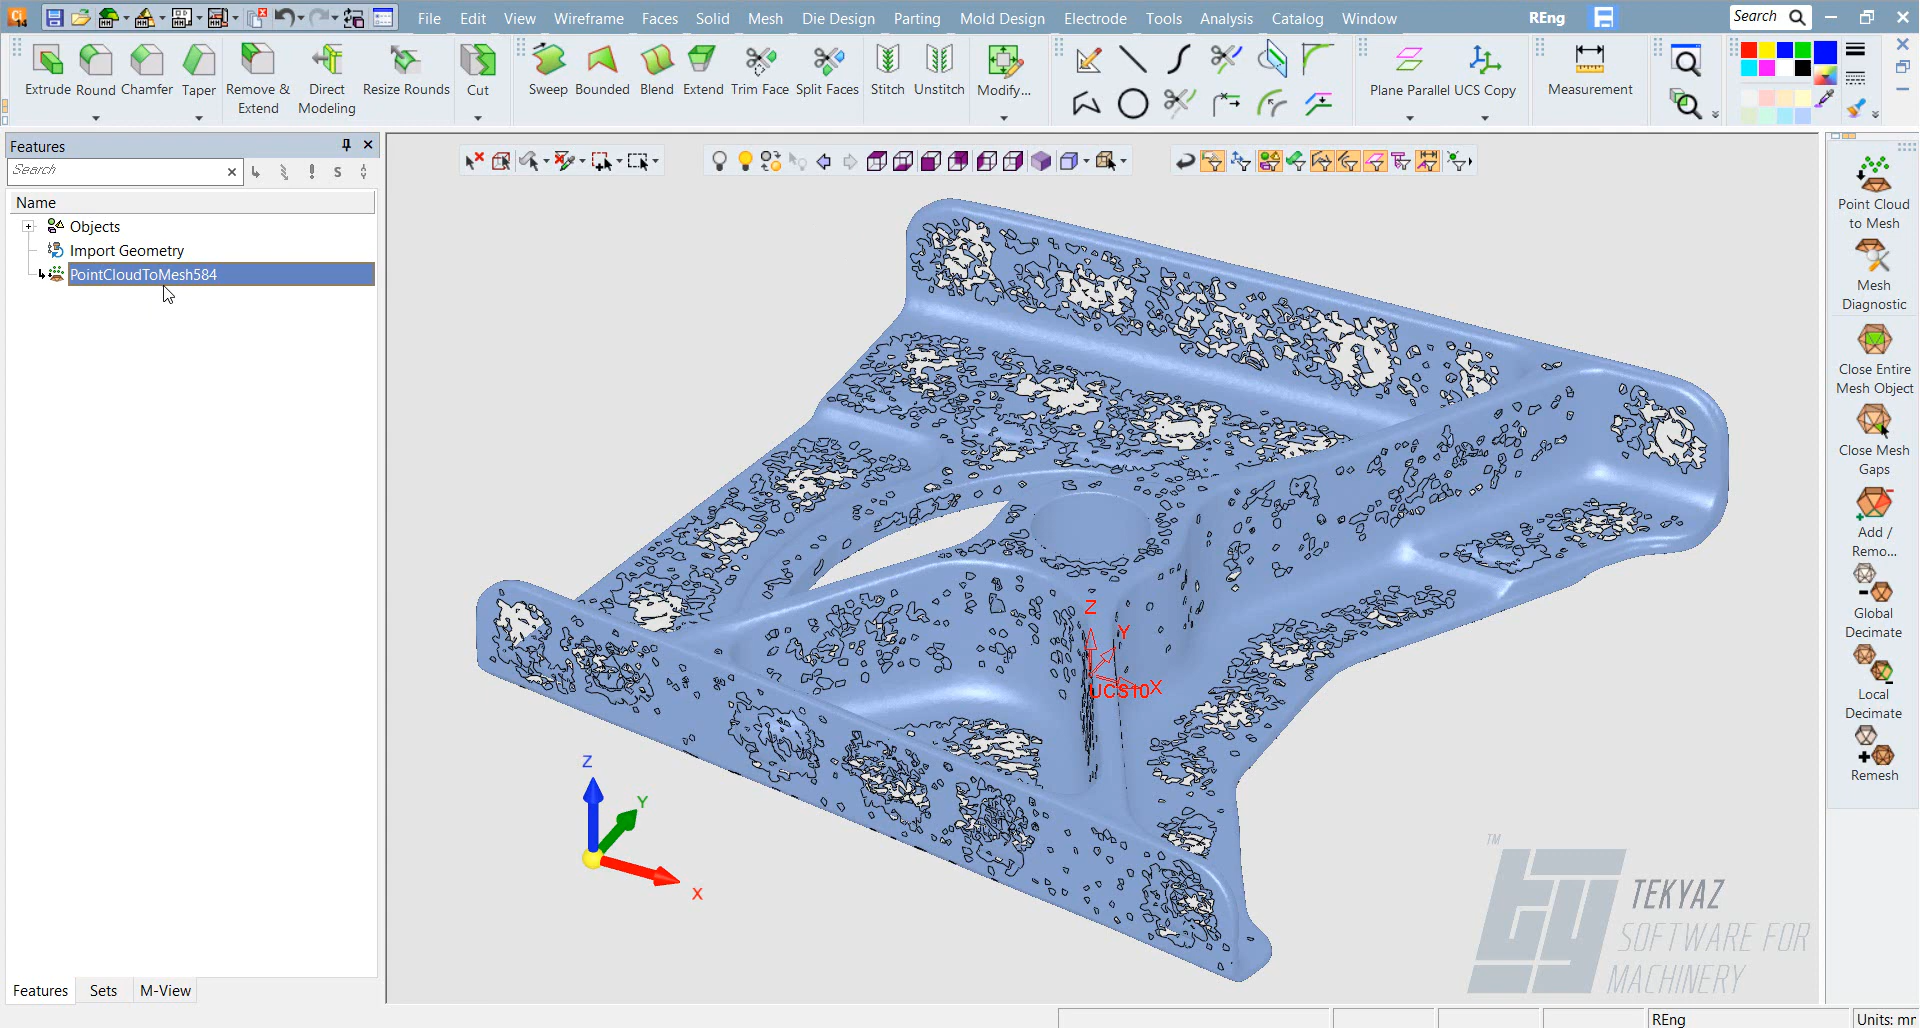 File Edit View Wireframe Faces Solid Mesh Die Design Parting Mold Design Electrode Tools Analysis Catalog Window REng Search
Extrude Round Chamfer Taper Remove & Extend Direct Modeling Resize Rounds Cut Sweep Bounded Blend Extend Trim Face Split Faces Stitch Unstitch Modify... Plane Parallel UCS Copy Measurement
Features
Search
S
Name
Objects
Import Geometry
PointCloudToMesh584
Features Sets M-View
Z
Y
X
UCS10
Z
Y
X
Point Cloud
to Mesh
Mesh
Diagnostic
Close Entire
Mesh Object
Close Mesh
Gaps
Add /
Remo...
Global
Decimate
Local
Decimate
Remesh
TM
TEKYAZ
SOFTWARE FOR
MACHINERY
REng
Units: mr